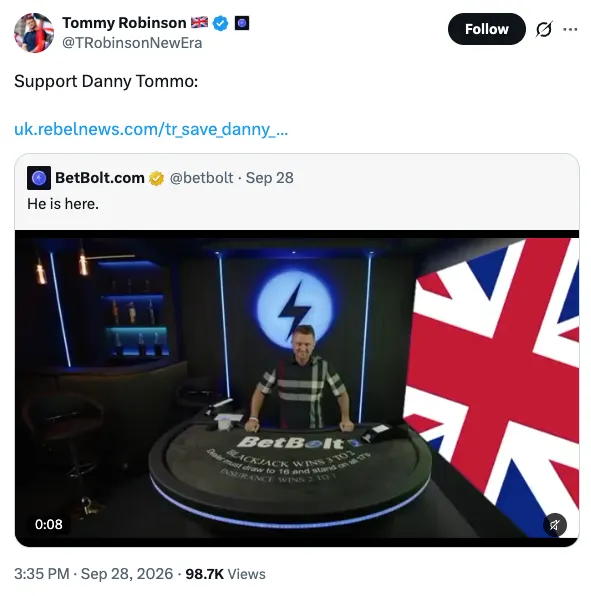 Tommy Robinson
@TRobinsonNewEra
Follow
Support Danny Tommo:
uk.rebelnews.com/tr_save_danny_...
BetBolt.com @betbolt · Sep 28
He is here.
BetBolt
BLACKJACK WINS 3 TO 2
Dealer must draw to 16 and stand on all 17's
INSURANCE WINS 2 TO 1
0:08
3:35 PM · Sep 28, 2026 · 98.7K Views